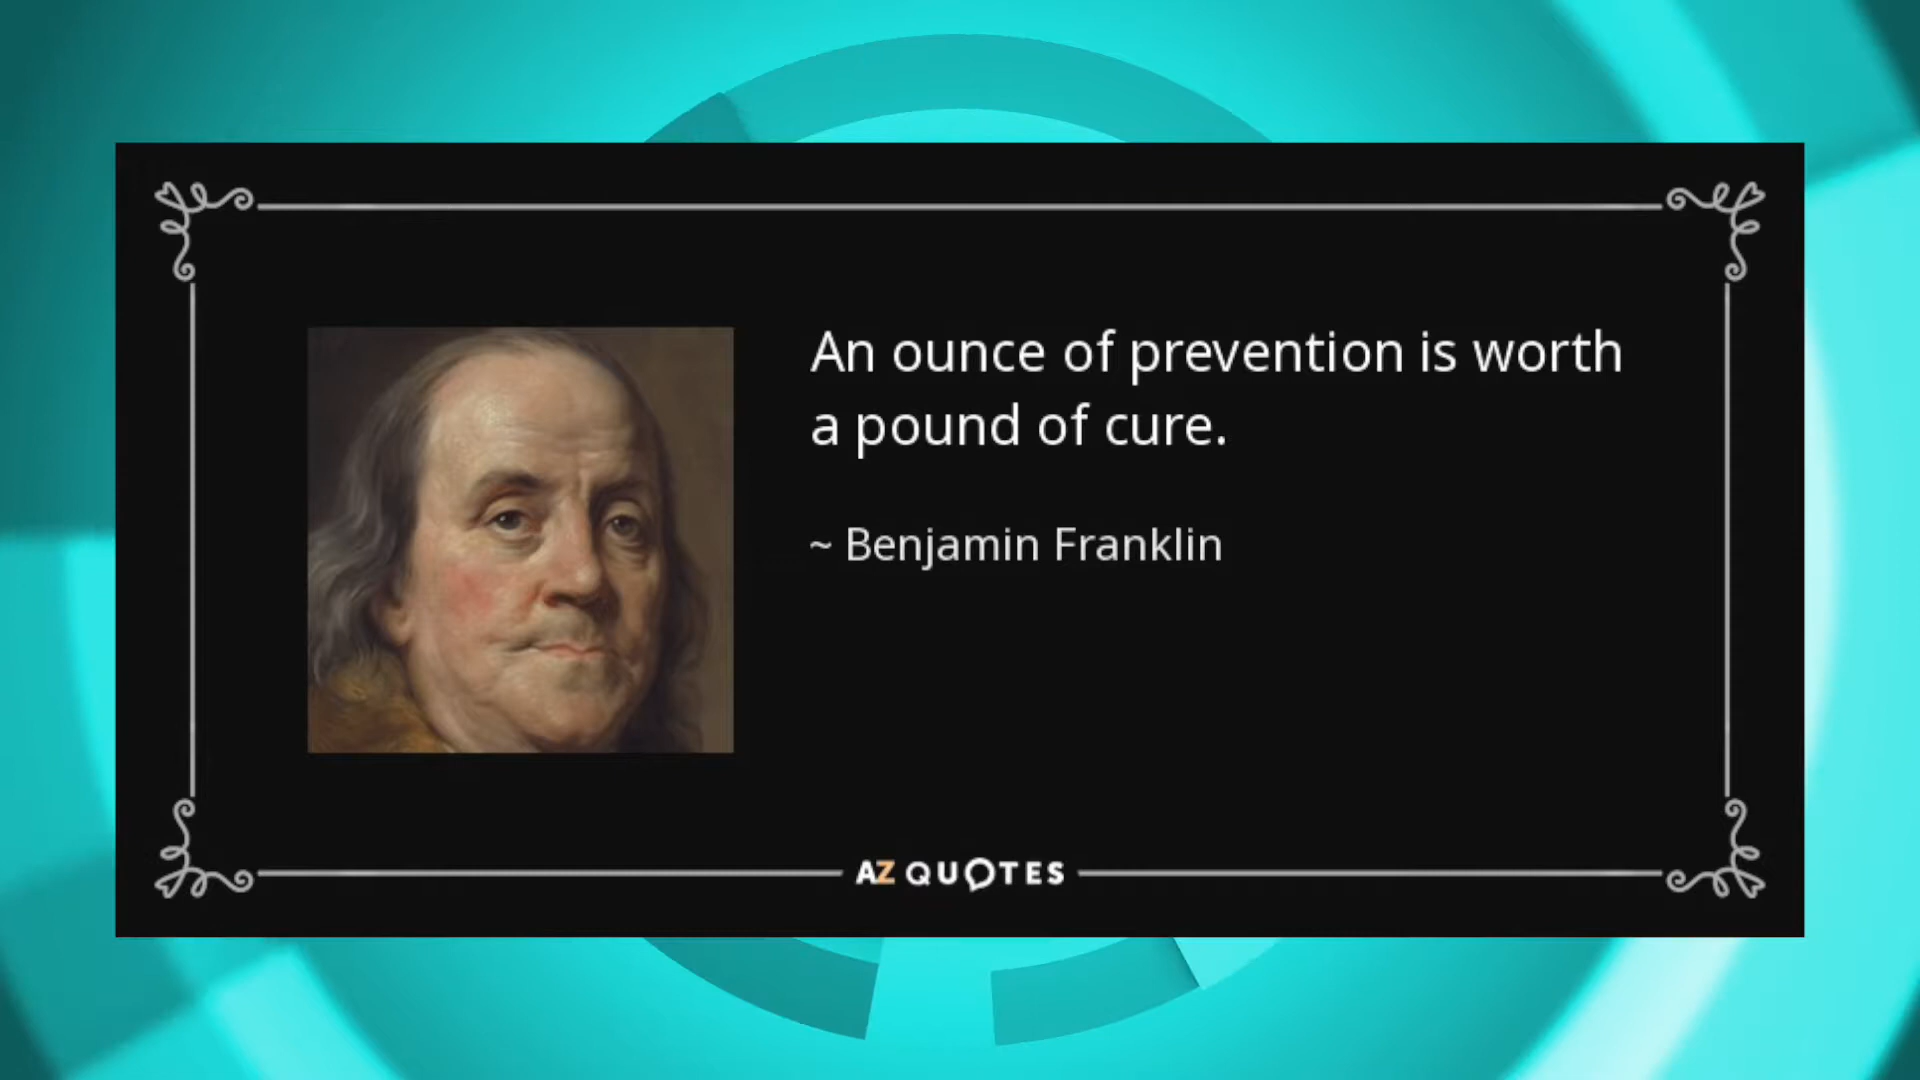 An ounce of prevention is worth
a pound of cure.
~ Benjamin Franklin
AZ QUOTES